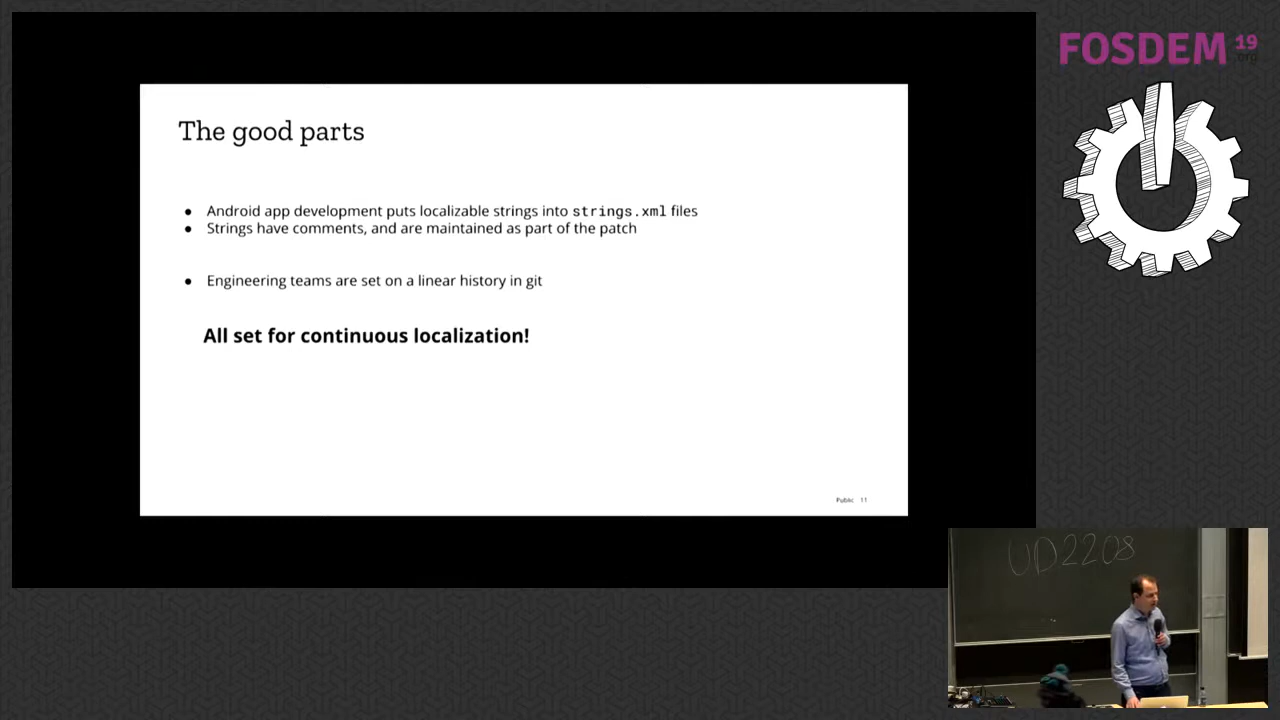 FOSDEM 19
.org
The good parts
● Android app development puts localizable strings into strings.xml files
● Strings have comments, and are maintained as part of the patch
● Engineering teams are set on a linear history in git
All set for continuous localization!
Public 11
UD2208